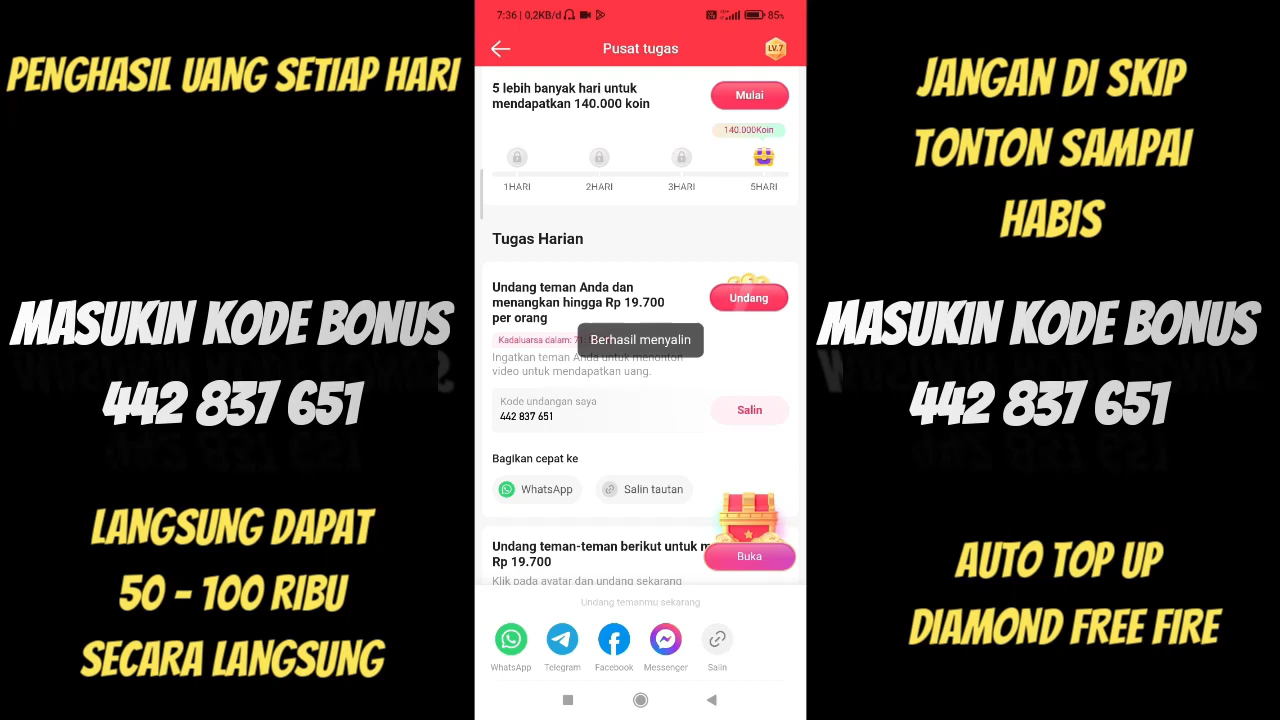 PENGHASIL UANG SETIAP HARI
MASUKIN KODE BONUS
442 837 651
LANGSUNG DAPAT
50 - 100 RIBU
SECARA LANGSUNG
7:36 | 0,2KB/d
85%
Pusat tugas
LV.7
5 lebih banyak hari untuk
mendapatkan 140.000 koin
Mulai
140.000Koin
1HARI 2HARI 3HARI 5HARI
Tugas Harian
Undang teman Anda dan
menangkan hingga Rp 19.700
per orang
Undang
Kadaluarsa dalam: 71:
Berhasil menyalin
Ingatkan teman Anda untuk menonton
video untuk mendapatkan uang.
Kode undangan saya
442 837 651
Salin
Bagikan cepat ke
WhatsApp
Salin tautan
Undang teman-teman berikut untuk m
Rp 19.700
Buka
Klik pada avatar dan undang sekarang
Undang temanmu sekarang
WhatsApp Telegram Facebook Messenger Salin
JANGAN DI SKIP
TONTON SAMPAI
HABIS
MASUKIN KODE BONUS
442 837 651
AUTO TOP UP
DIAMOND FREE FIRE